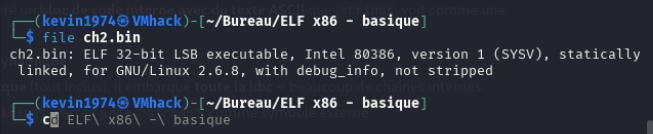 ┌──(kevin1974㉿VMhack)-[~/Bureau/ELF x86 - basique]
└─$ file ch2.bin
ch2.bin: ELF 32-bit LSB executable, Intel 80386, version 1 (SYSV), statically
linked, for GNU/Linux 2.6.8, with debug_info, not stripped
┌──(kevin1974㉿VMhack)-[~/Bureau/ELF x86 - basique]
└─$ cd ELF\ x86\ -\ basique